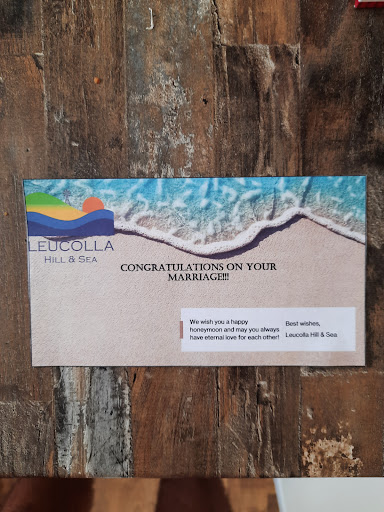 LEUCOLLA
HILL & SEA
CONGRATULATIONS ON YOUR
MARRIAGE!!!
We wish you a happy
honeymoon and may you always
have eternal love for each other!
Best wishes,
Leucolla Hill & Sea